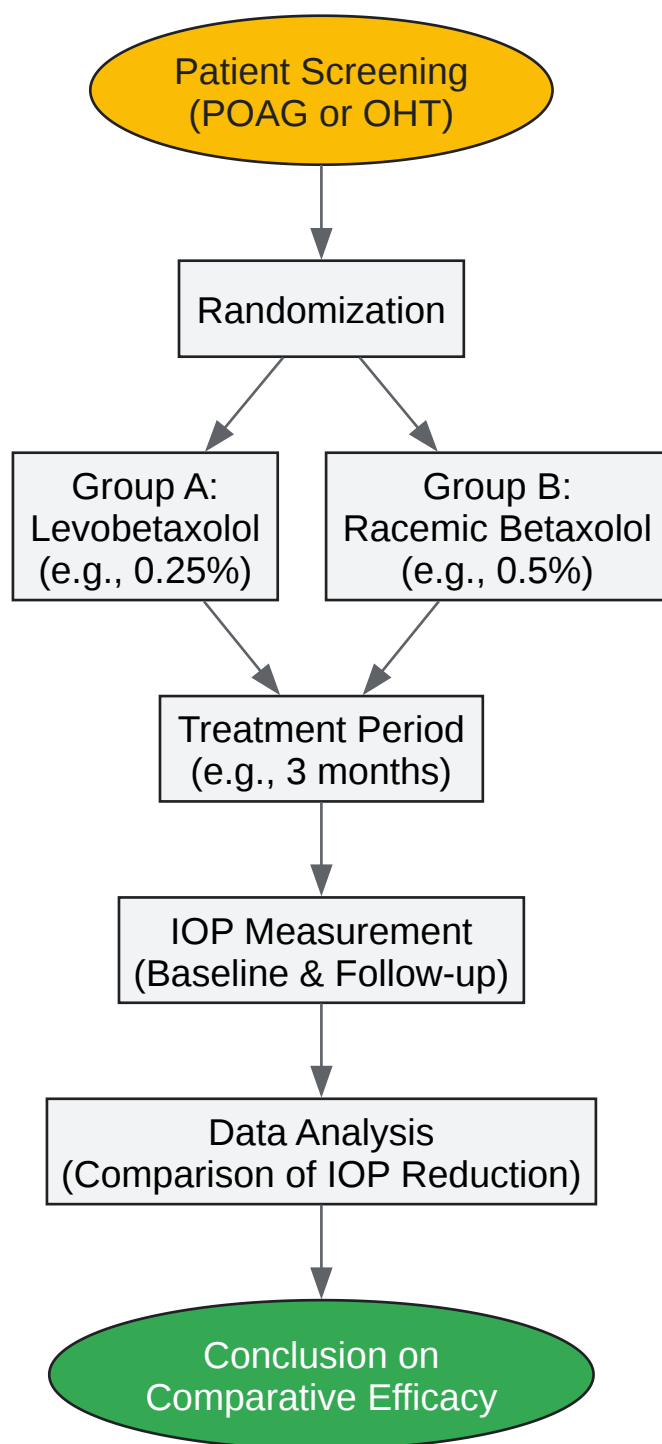 Patient Screening
(POAG or OHT)
Randomization
Group A:
Levobetaxolol
(e.g., 0.25%)
Group B:
Racemic Betaxolol
(e.g., 0.5%)
Treatment Period
(e.g., 3 months)
IOP Measurement
(Baseline & Follow-up)
Data Analysis
(Comparison of IOP Reduction)
Conclusion on
Comparative Efficacy